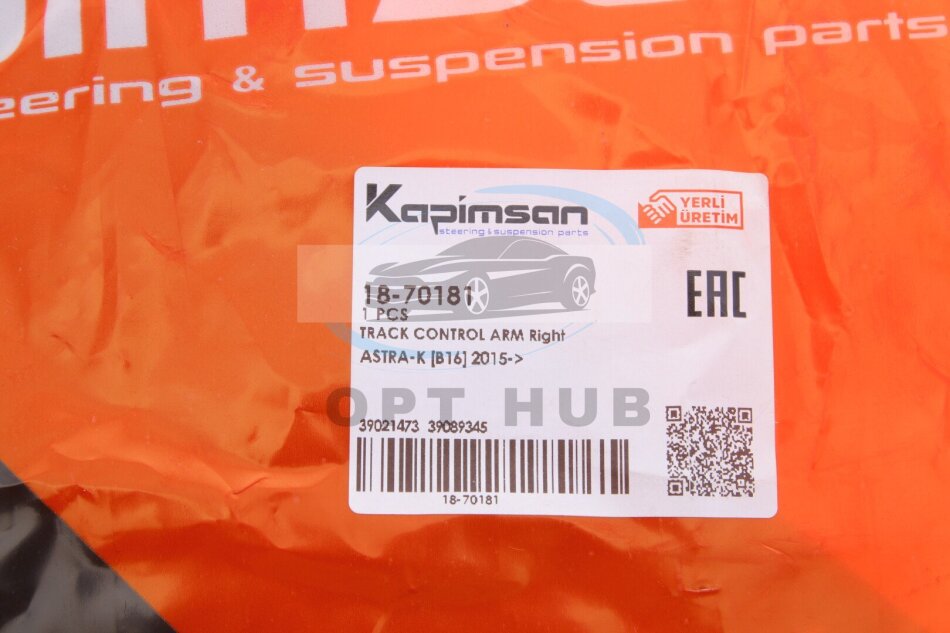 steering & suspension parts
Kapimsan
steering & suspension parts
YERLİ
ÜRETİM
18-70181
1 PCS
EAC
TRACK CONTROL ARM Right
ASTRA-K [B16] 2015->
OPT HUB
39021473 39089345
18-70181